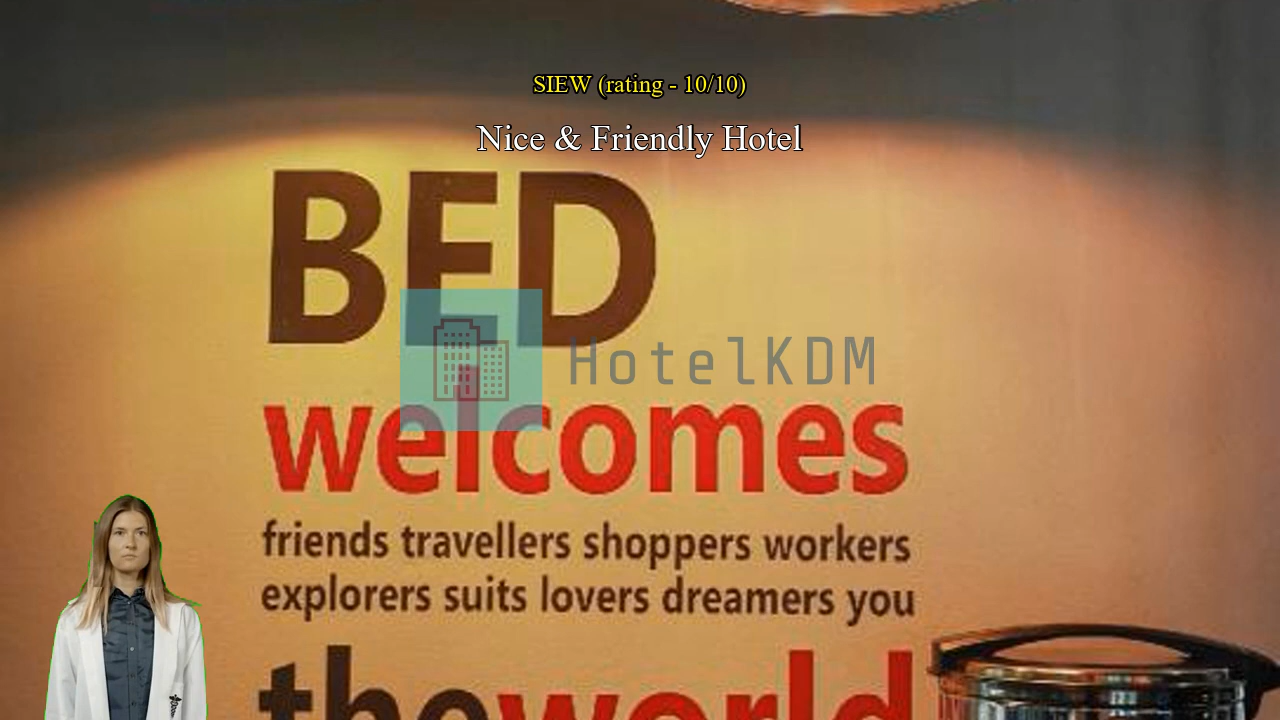 SIEW (rating - 10/10)
Nice & Friendly Hotel
BED
HotelKDM
welcomes
friends travellers shoppers workers
explorers suits lovers dreamers you
theworld